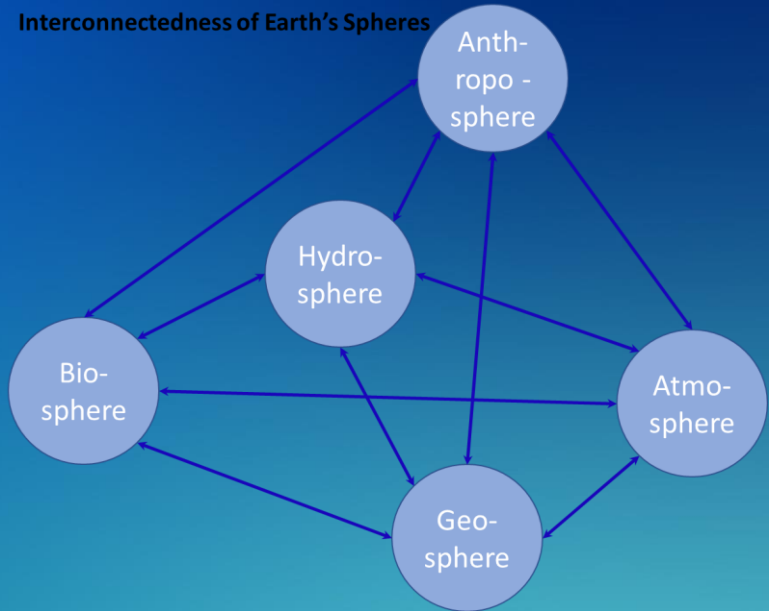 Interconnectedness of Earth's Spheres
Anth-
ropo -
sphere
Hydro-
sphere
Bio-
sphere
Atmo-
sphere
Geo-
sphere